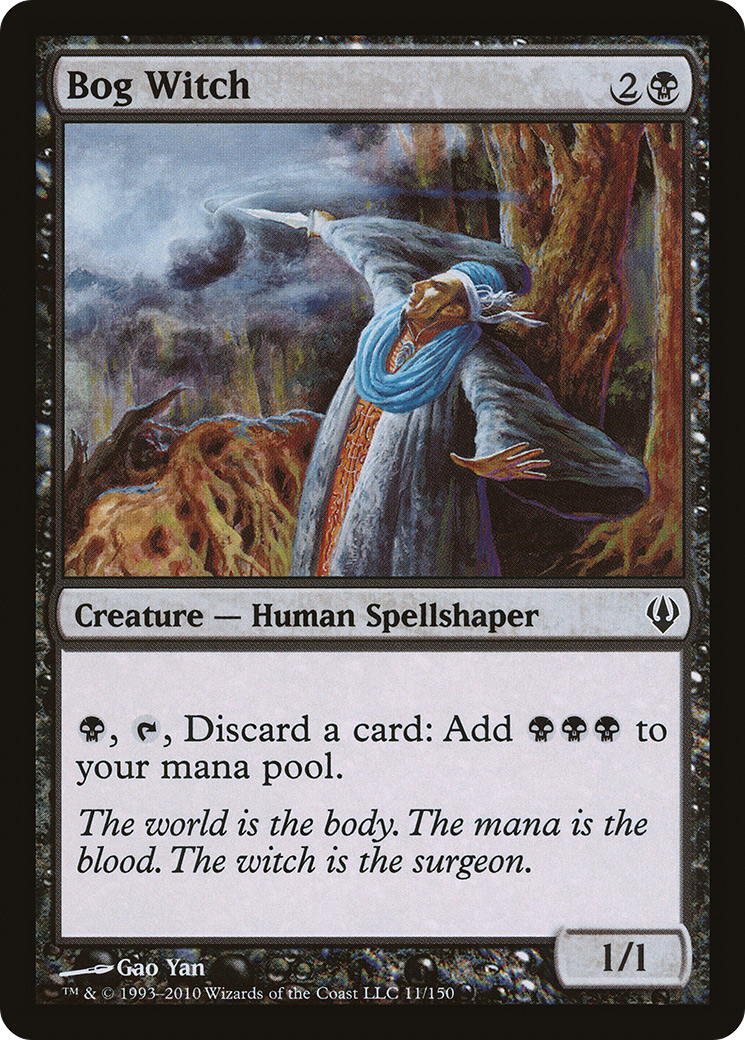 Bog Witch 2
Creature — Human Spellshaper
, , Discard a card: Add to
your mana pool.
The world is the body. The mana is the
blood. The witch is the surgeon.
1/1
Gao Yan
™ & © 1993–2010 Wizards of the Coast LLC 11/150